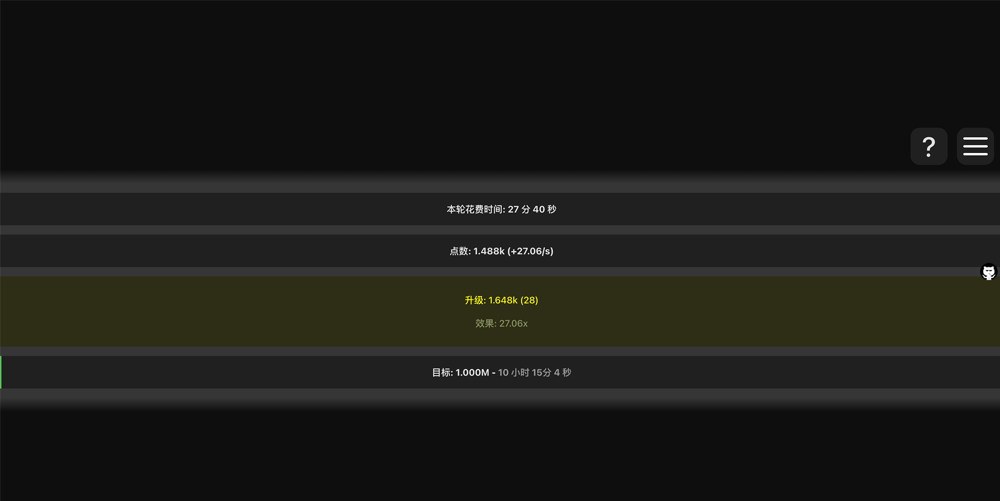 ?
本轮花费时间: 27 分 40 秒
点数: 1.488k (+27.06/s)
升级: 1.648k (28)
效果: 27.06x
目标: 1.000M - 10 小时 15分 4 秒